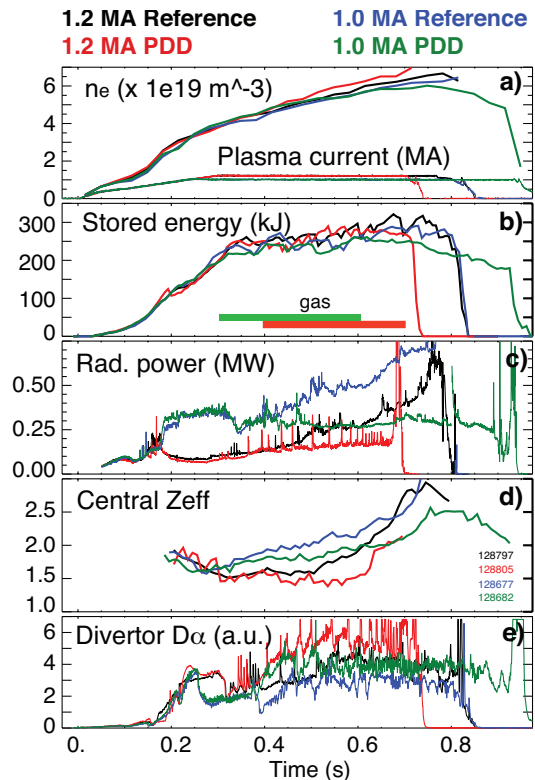 1.2 MA Reference 1.0 MA Reference
1.2 MA PDD 1.0 MA PDD
a)
ne (x 1e19 m^-3)
6
4
Plasma current (MA)
2
0
b)
Stored energy (kJ)
300
200
gas
100
0
c)
Rad. power (MW)
0.50
0.25
0.00
d)
Central Zeff
2.5
2.0
128797
128805
1.5
128677
128682
1.0
e)
Divertor Dα (a.u.)
6
4
2
0
0. 0.2 0.4 0.6 0.8
Time (s)